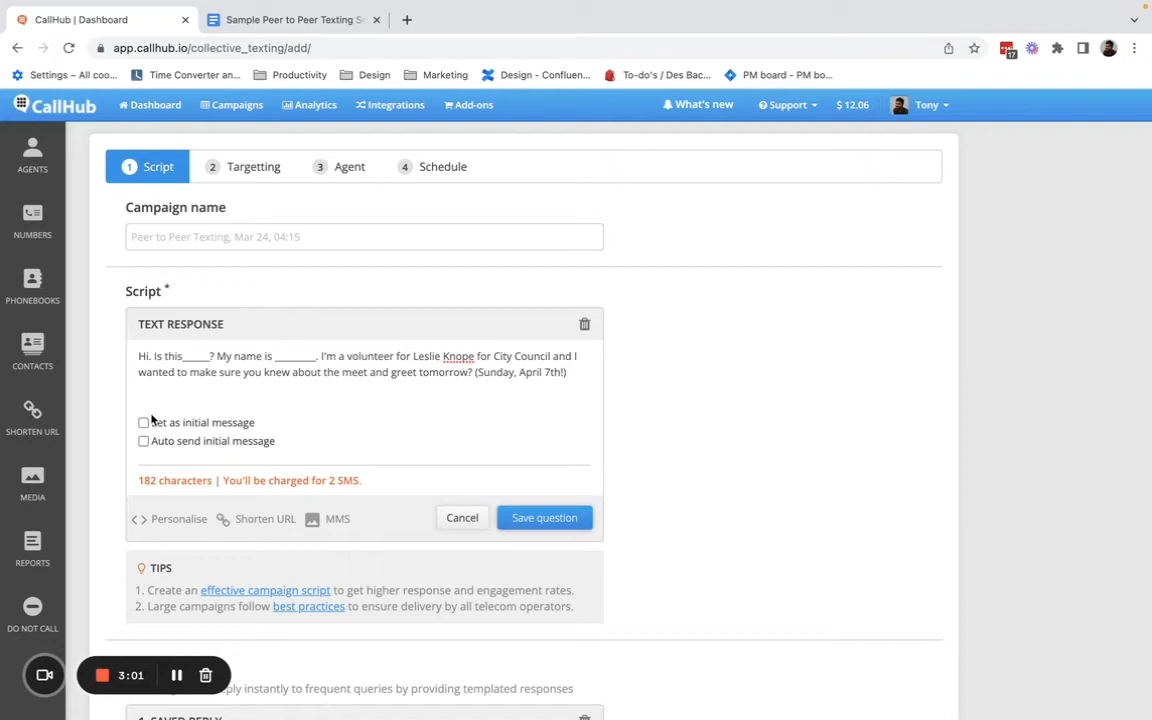 CallHub | Dashboard
Sample Peer to Peer Texting S
app.callhub.io/collective_texting/add/
17
Settings – All coo...
Time Converter an...
Productivity
Design
Marketing
Design - Confluen...
To-do's / Des Bac...
PM board - PM bo...
CallHub
Dashboard
Campaigns
Analytics
Integrations
Add-ons
What's new
Support
$ 12.06
Tony
AGENTS
NUMBERS
PHONEBOOKS
CONTACTS
SHORTEN URL
MEDIA
REPORTS
DO NOT CALL
1 Script
2 Targetting
3 Agent
4 Schedule
Campaign name
Peer to Peer Texting, Mar 24, 04:15
Script *
TEXT RESPONSE
Hi. Is this_____? My name is ________. I'm a volunteer for Leslie Knope for City Council and I
wanted to make sure you knew about the meet and greet tomorrow? (Sunday, April 7th!)
Set as initial message
Auto send initial message
182 characters | You'll be charged for 2 SMS.
Personalise
Shorten URL
MMS
Cancel
Save question
TIPS
1. Create an effective campaign script to get higher response and engagement rates.
2. Large campaigns follow best practices to ensure delivery by all telecom operators.
3:01
instantly to frequent queries by providing templated responses
1. SAVED REPLY